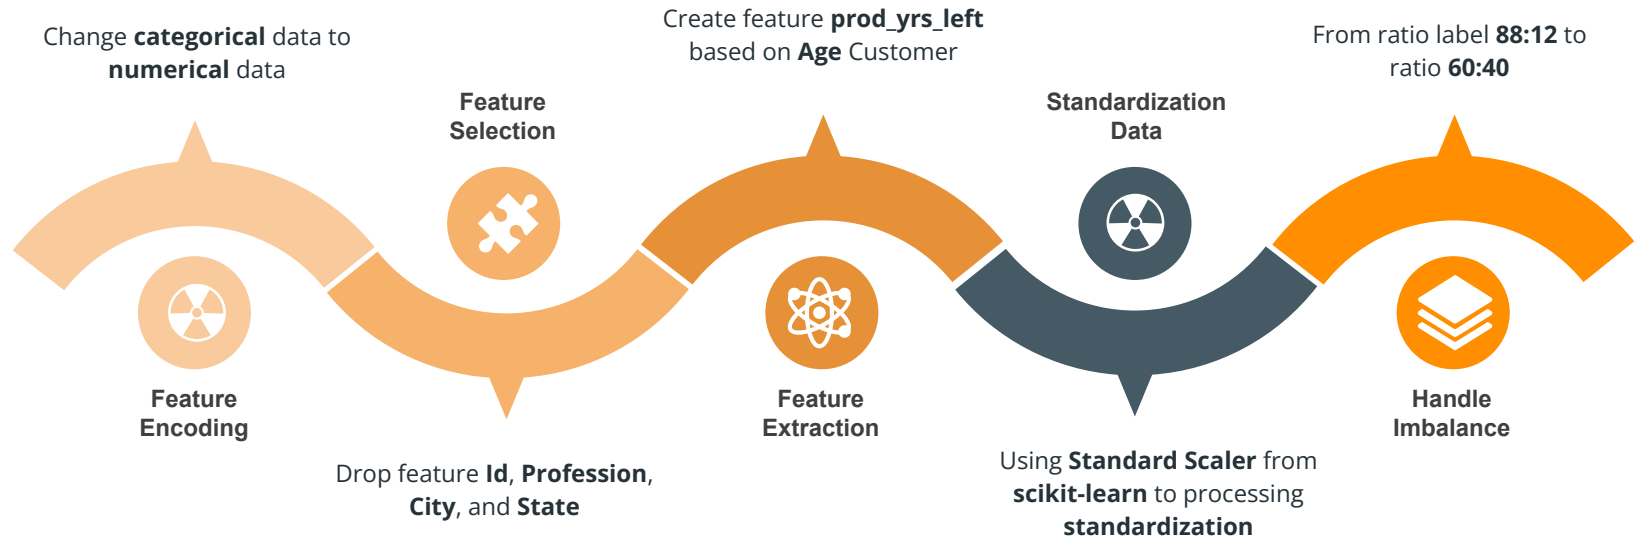 Change categorical data to
numerical data
Feature
Encoding
Feature
Selection
Drop feature Id, Profession,
City, and State
Create feature prod_yrs_left
based on Age Customer
Feature
Extraction
Standardization
Data
Using Standard Scaler from
scikit-learn to processing
standardization
From ratio label 88:12 to
ratio 60:40
Handle
Imbalance